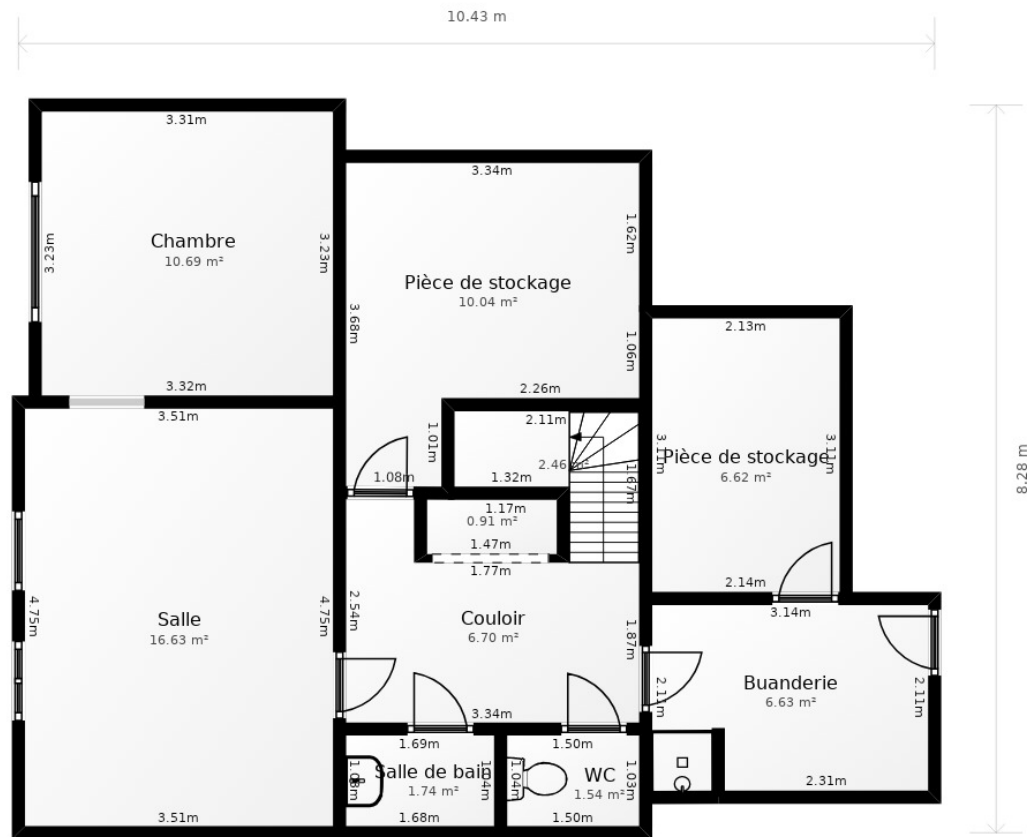 10.43 m
3.31m
3.34m
Chambre
10.69 m²
3.23m
3.23m
1.62m
Pièce de stockage
10.04 m²
3.68m
1.06m
2.13m
3.32m
2.26m
3.51m
2.11m
1.01m
2.46 m²
1.67m
3.11m
Pièce de stockage
6.62 m²
3.11m
8.28 m
1.08m
1.32m
1.17m
0.91 m²
1.47m
1.77m
2.14m
3.14m
Salle
16.63 m²
4.75m
4.75m
2.54m
Couloir
6.70 m²
1.87m
2.11m
Buanderie
6.63 m²
2.11m
3.34m
1.69m
1.50m
Salle de bain
1.74 m²
1.04m
1.04m
WC
1.54 m²
1.03m
2.31m
3.51m
1.68m
1.50m